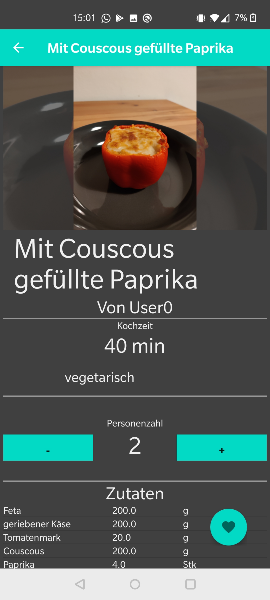 15:01 7%
Mit Couscous gefüllte Paprika
Mit Couscous
gefüllte Paprika
Von User0
Kochzeit
40 min
vegetarisch
Personenzahl
- 2 +
Zutaten
Feta 200.0 g
geriebener Käse 200.0 g
Tomatenmark 20.0 g
Couscous 200.0 g
Paprika 4.0 Stk